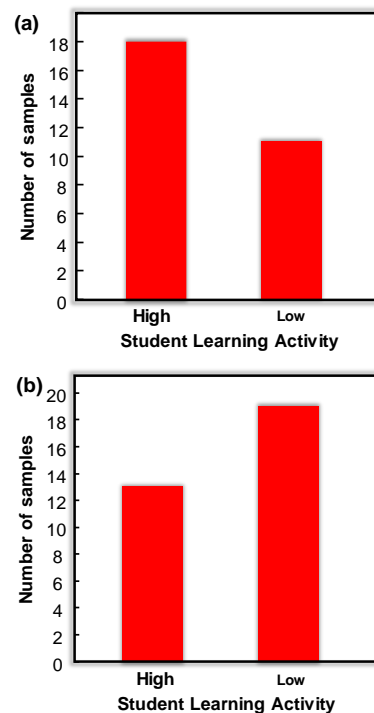 (a)
Number of samples
18
16
14
12
10
8
6
4
2
0
High Low
Student Learning Activity
(b)
Number of samples
20
18
16
14
12
10
8
6
4
2
0
High Low
Student Learning Activity